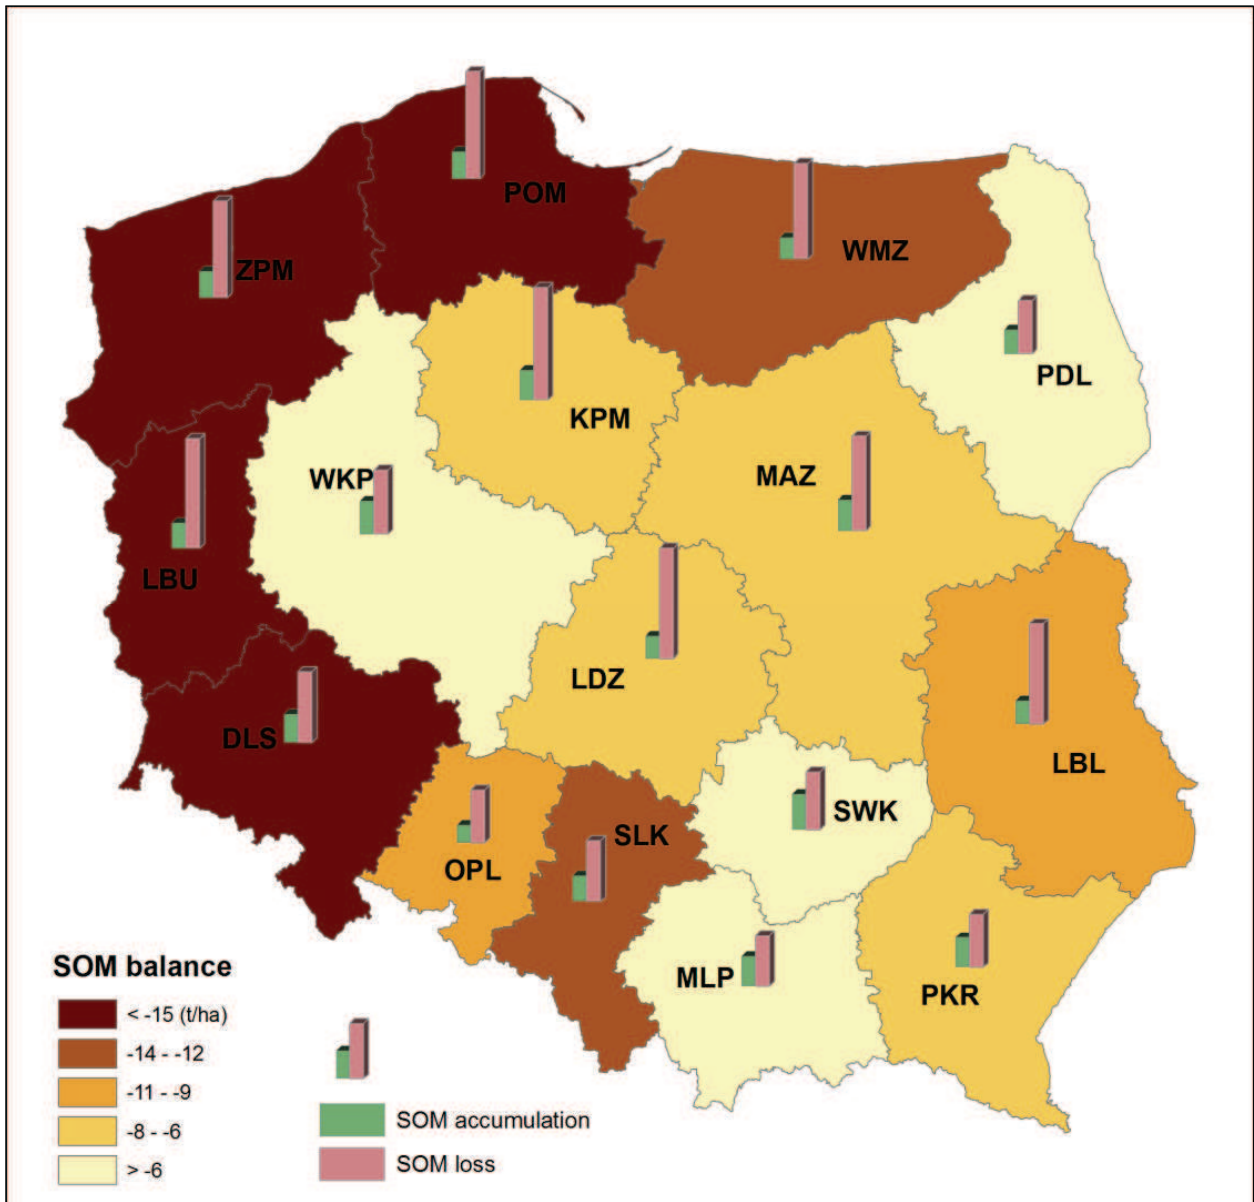 POM
ZPM
WMZ
PDL
KPM
WKP
MAZ
LBU
LDZ
DLS
LBL
SWK
SLK
OPL
MLP
PKR
SOM balance
< -15 (t/ha)
-14 - -12
-11 - -9
-8 - -6
> -6
SOM accumulation
SOM loss